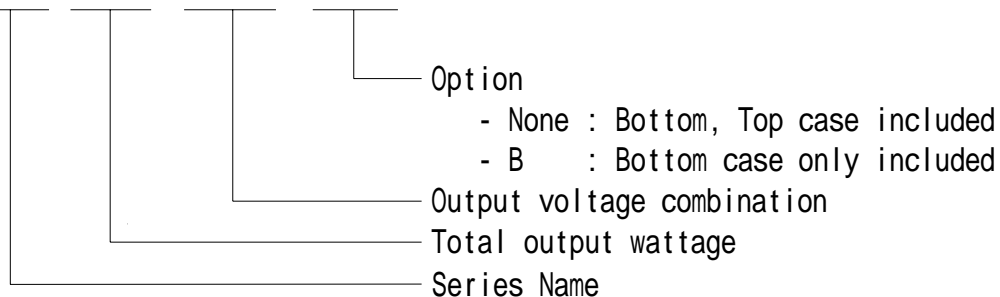 Option
- None : Bottom, Top case included
- B : Bottom case only included
Output voltage combination
Total output wattage
Series Name